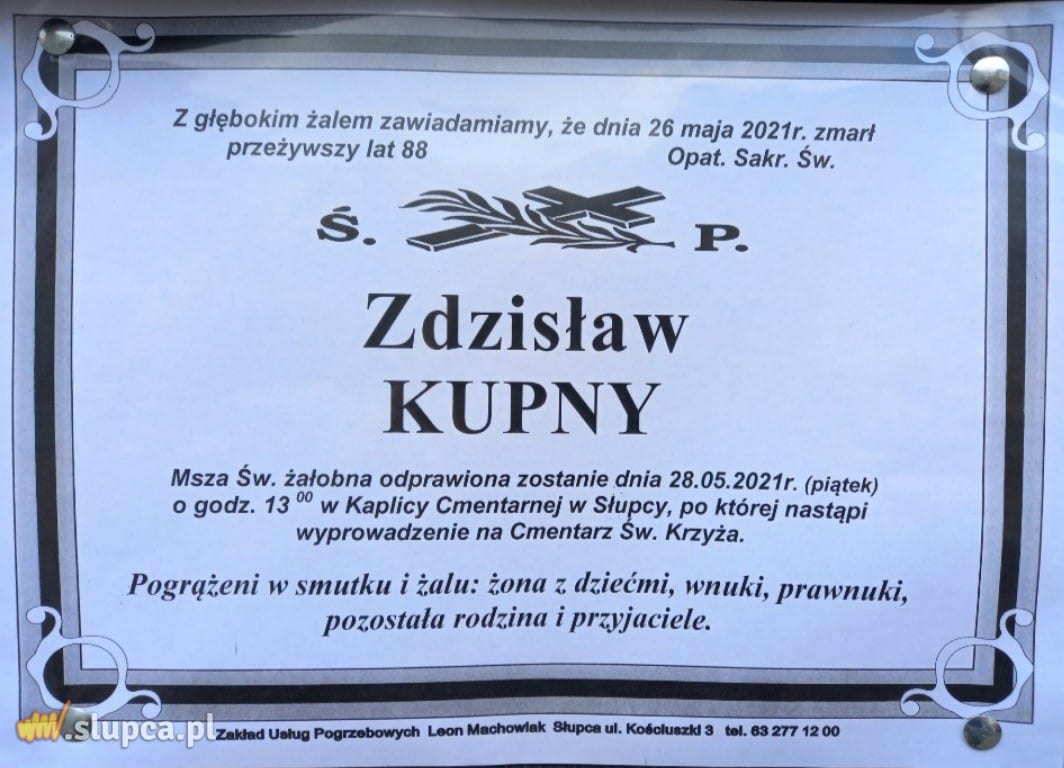 Z głębokim żalem zawiadamiamy, że dnia 26 maja 2021r. zmarł
przeżywszy lat 88 Opat. Sakr. Św.
Ś. P.
Zdzisław
KUPNY
Msza Św. żałobna odprawiona zostanie dnia 28.05.2021r. (piątek)
o godz. 13 00 w Kaplicy Cmentarnej w Słupcy, po której nastąpi
wyprowadzenie na Cmentarz Św. Krzyża.
Pogrążeni w smutku i żalu: żona z dziećmi, wnuki, prawnuki,
pozostała rodzina i przyjaciele.
www.slupca.pl
Zakład Usług Pogrzebowych Leon Machowiak Słupca ul. Kościuszki 3 tel. 63 277 12 00